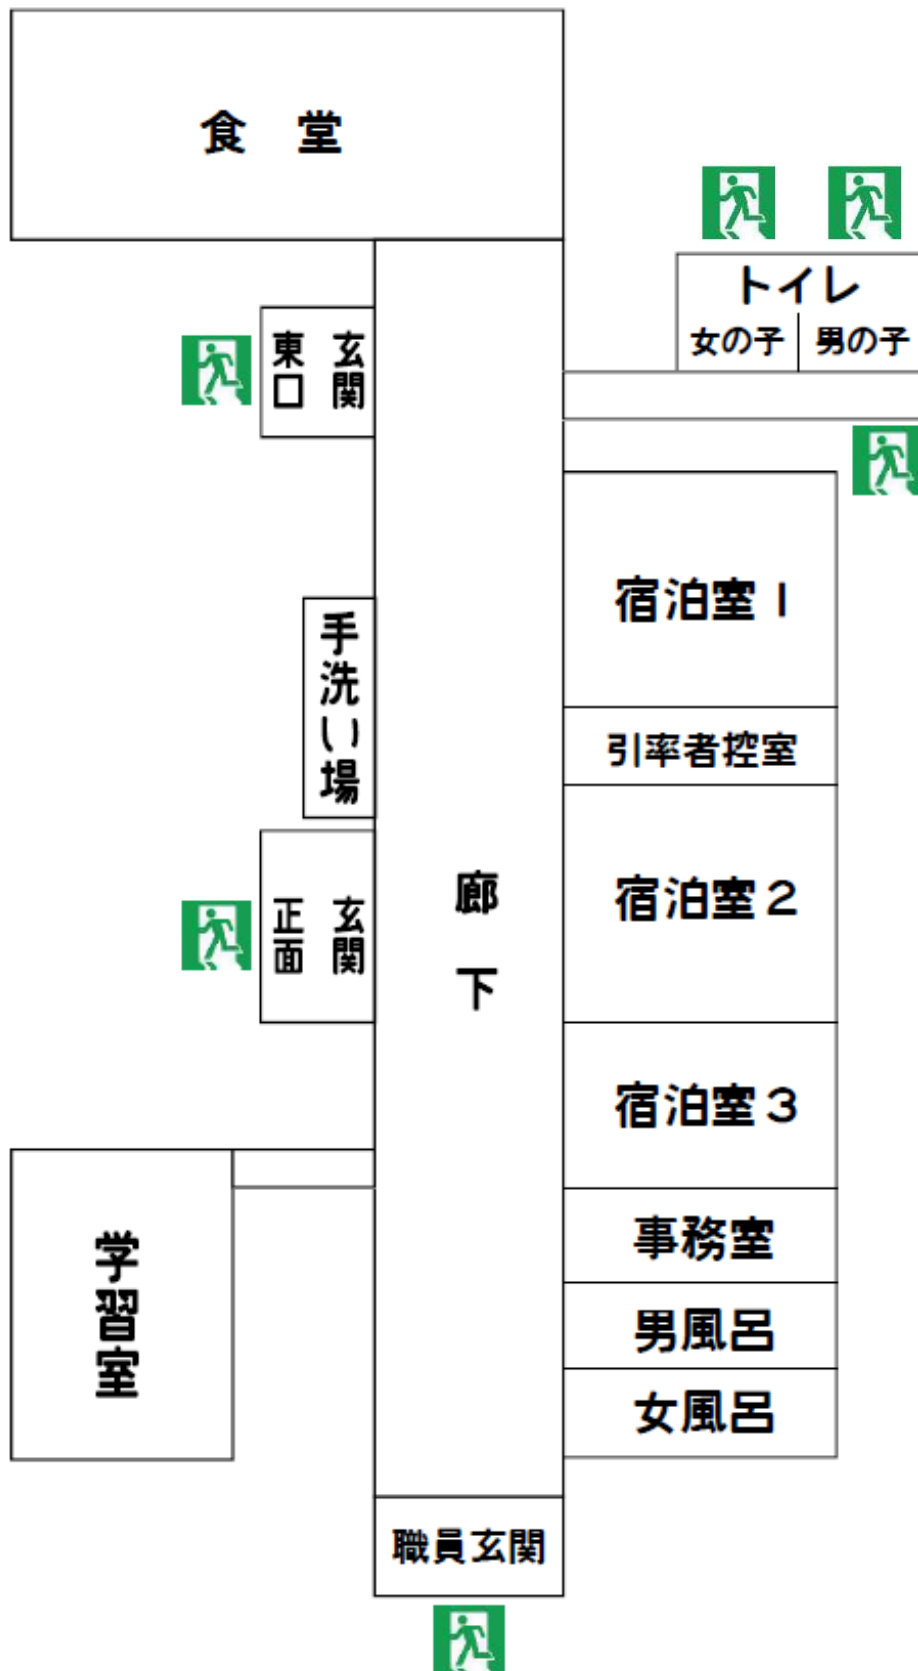 食 堂
トイレ
女の子 男の子
東口 玄関
宿泊室1
手洗い場
引率者控室
宿泊室2
廊下
正面 玄関
宿泊室3
事務室
学習室
男風呂
女風呂
職員玄関